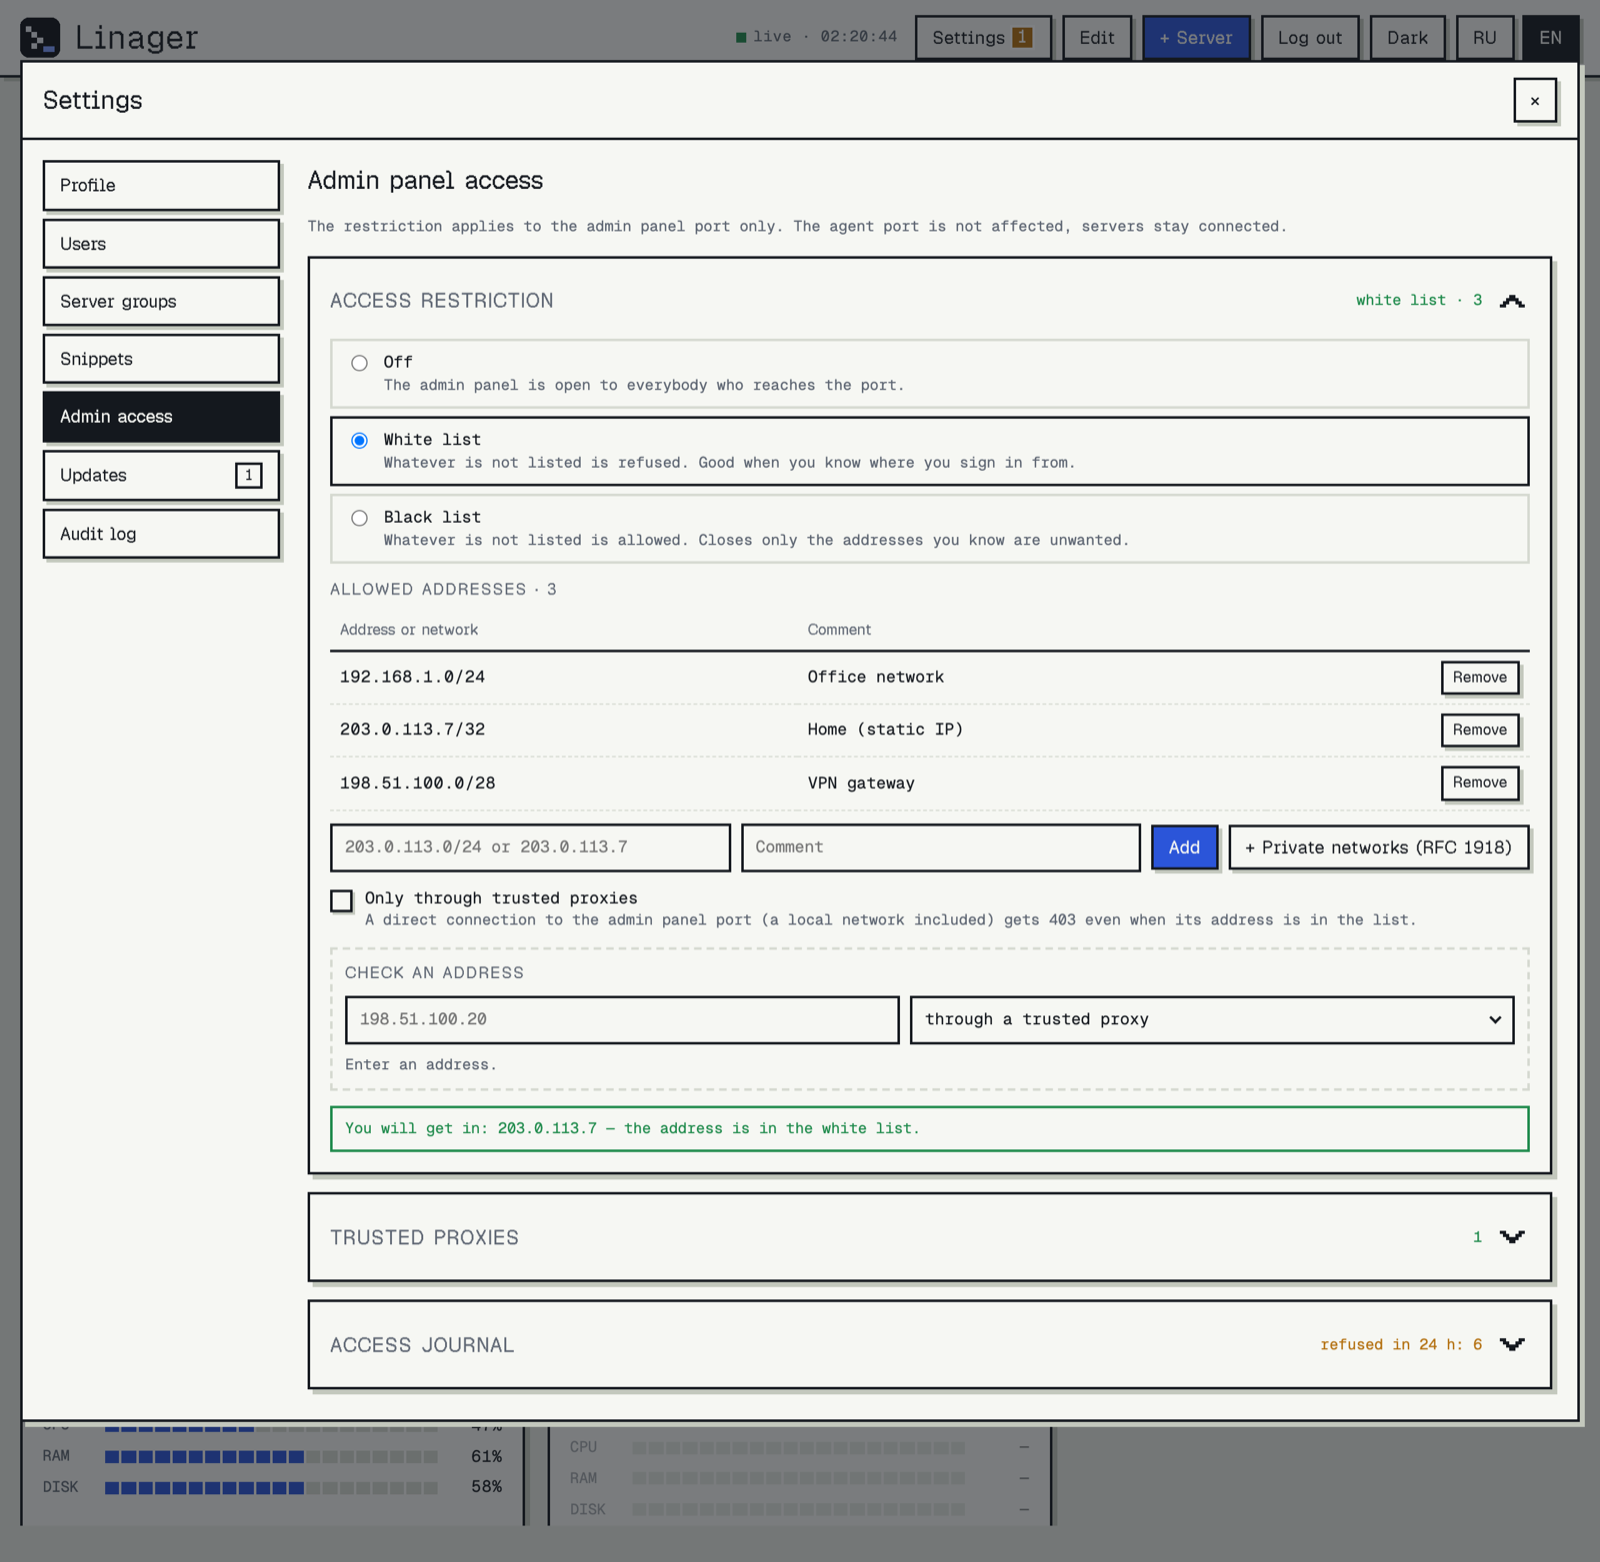 Linager
live · 02:20:44
Settings 1
Edit
+ Server
Log out
Dark
RU
EN
Settings
×
Profile
Users
Server groups
Snippets
Admin access
Updates 1
Audit log
Admin panel access
The restriction applies to the admin panel port only. The agent port is not affected, servers stay connected.
ACCESS RESTRICTION
white list · 3
Off
The admin panel is open to everybody who reaches the port.
White list
Whatever is not listed is refused. Good when you know where you sign in from.
Black list
Whatever is not listed is allowed. Closes only the addresses you know are unwanted.
ALLOWED ADDRESSES · 3
Address or network Comment
192.168.1.0/24 Office network Remove
203.0.113.7/32 Home (static IP) Remove
198.51.100.0/28 VPN gateway Remove
203.0.113.0/24 or 203.0.113.7 Comment Add + Private networks (RFC 1918)
Only through trusted proxies
A direct connection to the admin panel port (a local network included) gets 403 even when its address is in the list.
CHECK AN ADDRESS
198.51.100.20 through a trusted proxy
Enter an address.
You will get in: 203.0.113.7 — the address is in the white list.
TRUSTED PROXIES 1
ACCESS JOURNAL refused in 24 h: 6
RAM 61%
DISK 58%
CPU —
RAM —
DISK —